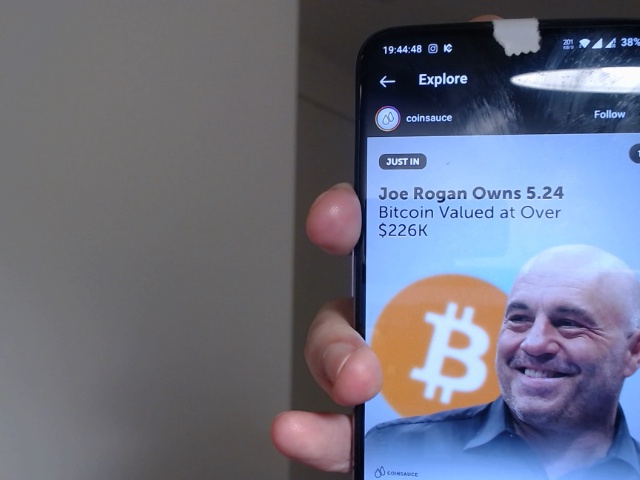 19:44:48
201
38%
Explore
coinsauce
Follow
JUST IN
Joe Rogan Owns 5.24
Bitcoin Valued at Over
$226K
COINSAUCE